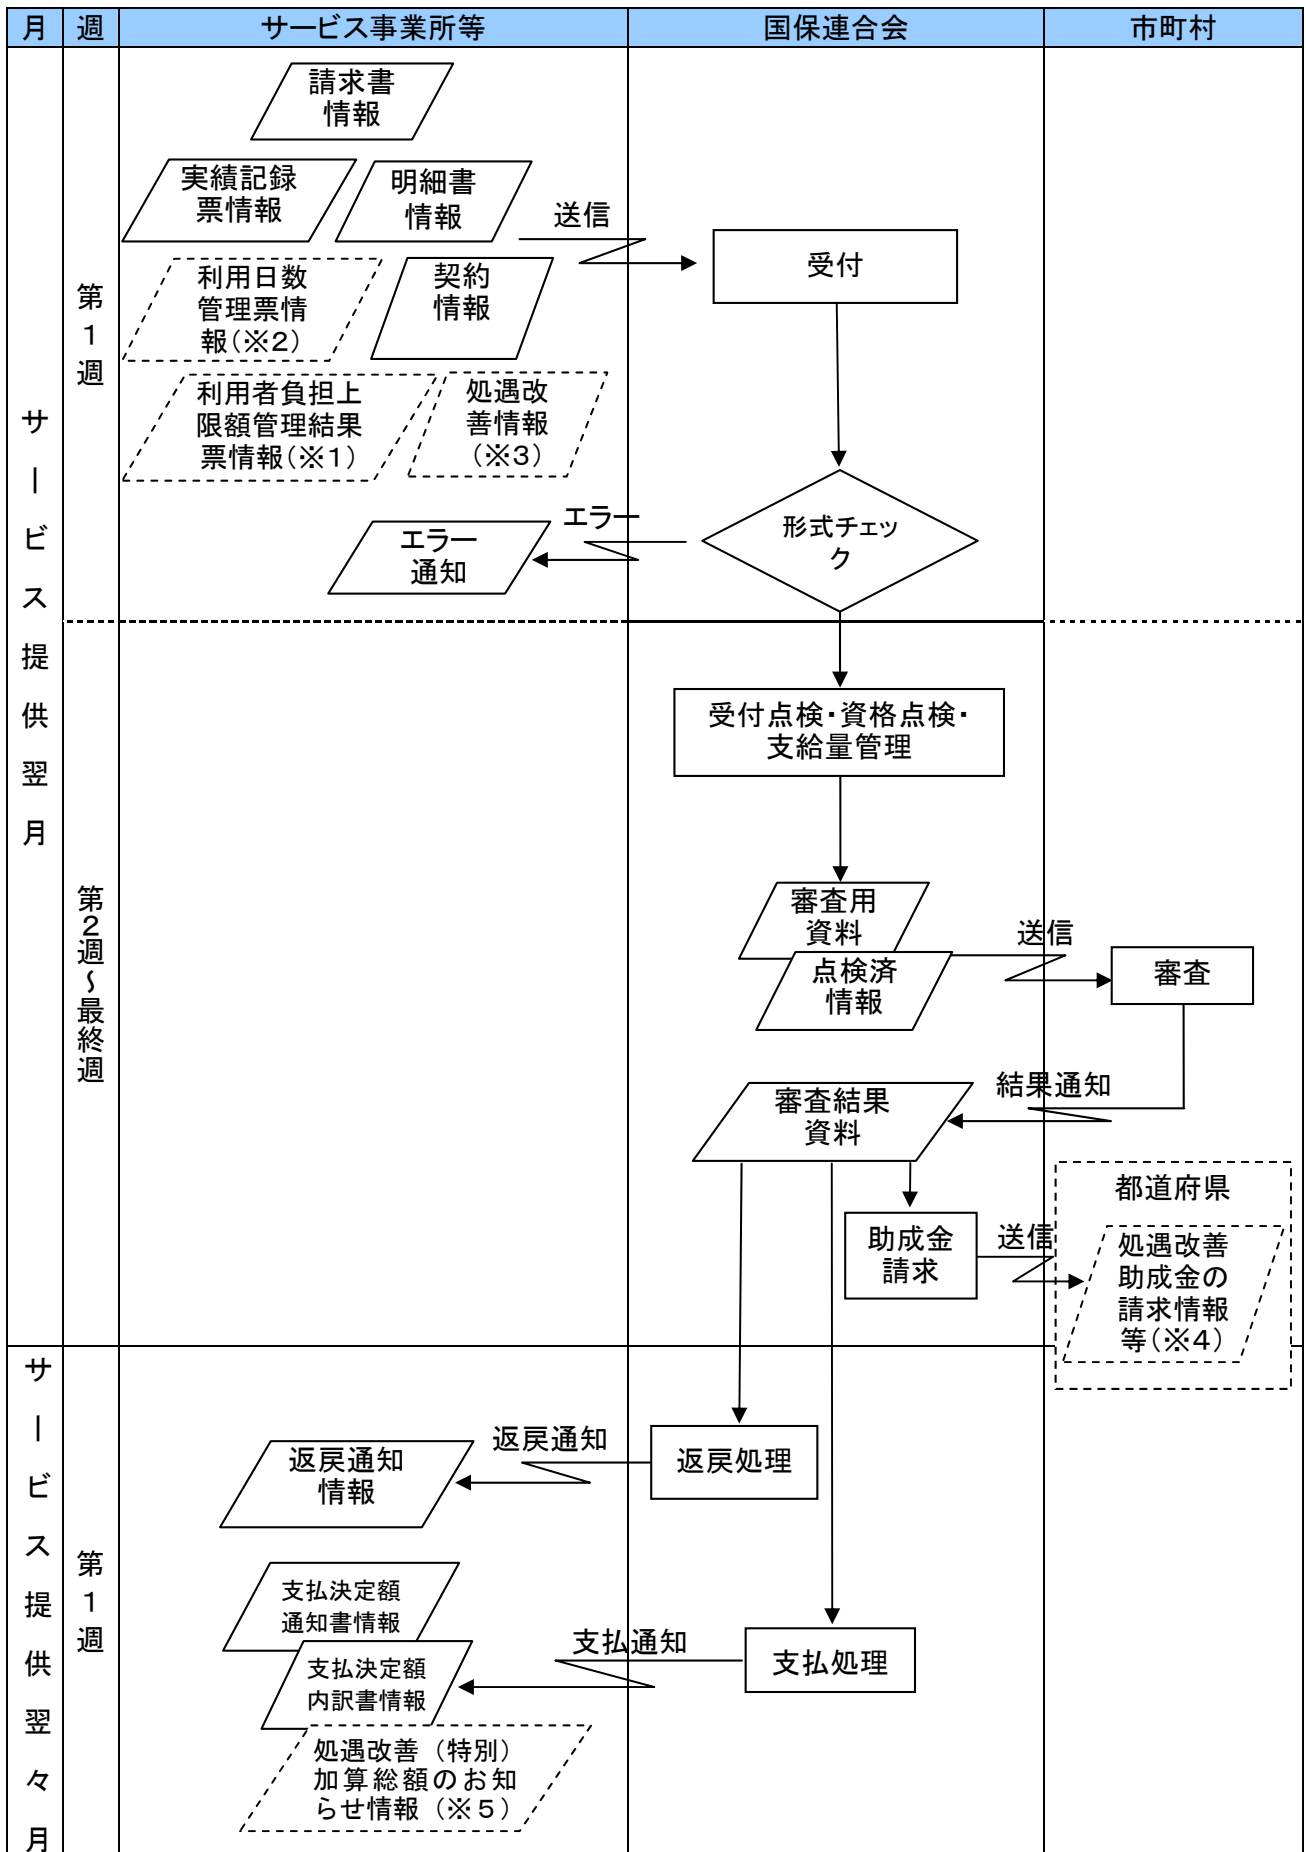 月
週
サービス事業所等
国保連合会
市町村
サービス提供翌月
第1週
請求書
情報
実績記録
票情報
明細書
情報
送信
受付
利用日数
管理票情
報(※2)
契約
情報
利用者負担上
限額管理結果
票情報(※1)
処遇改
善情報
(※3)
形式チェッ
ク
エラー
エラー
通知
第2週～最終週
受付点検・資格点検・
支給量管理
審査用
資料
点検済
情報
送信
審査
結果通知
審査結果
資料
助成金
請求
送信
都道府県
処遇改善
助成金の
請求情報
等(※4)
サービス提供翌々月
第1週
返戻処理
返戻通知
返戻通知
情報
支払決定額
通知書情報
支払決定額
内訳書情報
支払通知
支払処理
処遇改善（特別）
加算総額のお知
らせ情報（※５）